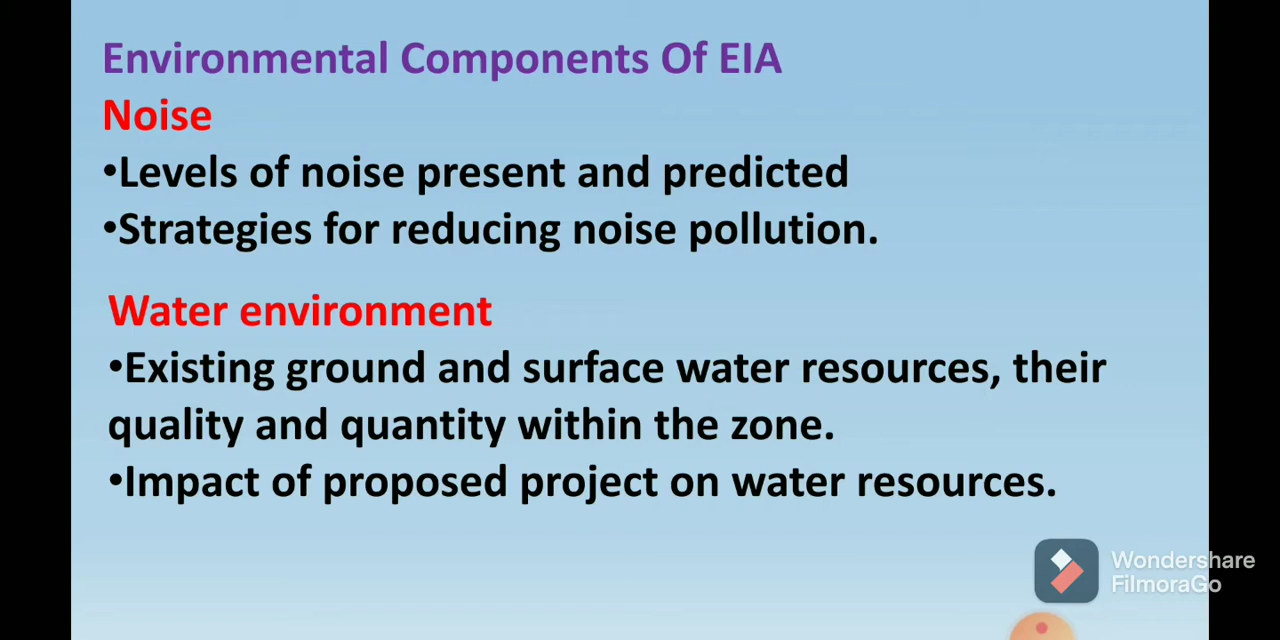 Environmental Components Of EIA
Noise
•Levels of noise present and predicted
•Strategies for reducing noise pollution.
Water environment
•Existing ground and surface water resources, their
quality and quantity within the zone.
•Impact of proposed project on water resources.
Wondershare
FilmoraGo